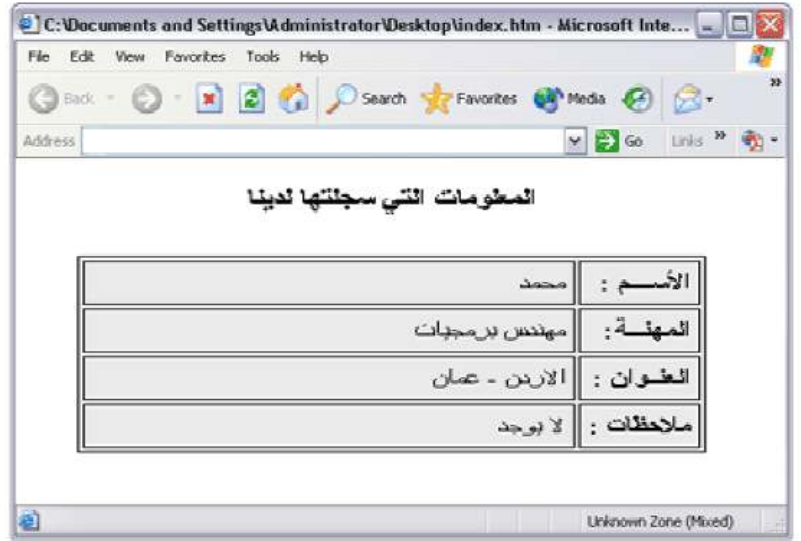 C:\Documents and Settings\Administrator\Desktop\index.htm - Microsoft Inte...
File Edit View Favorites Tools Help
Back Search Favorites Media
Address Go Links
المعلومات التي سجلتها لدينا
الأســـم : محمد
المهنـــة : مهندس برمجيات
العنــوان : الاردن - عمان
ملاحظات : لا يوجد
Unknown Zone (Mixed)